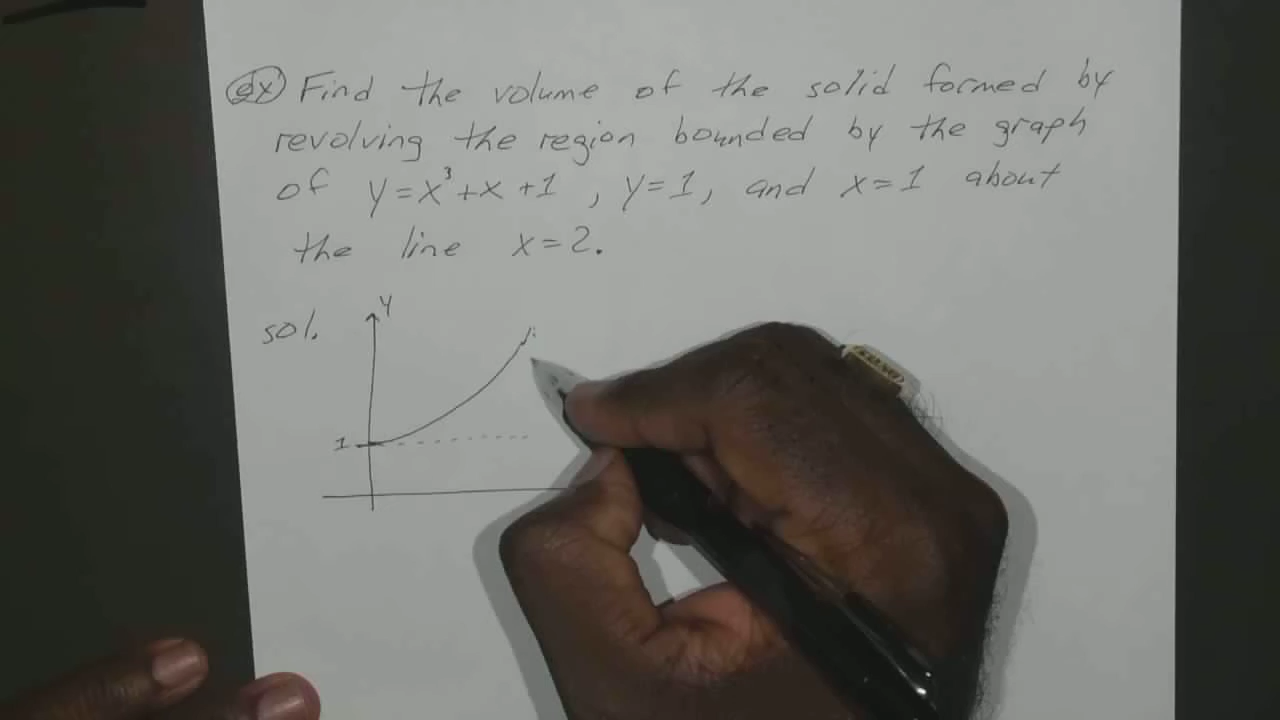 ex Find the volume of the solid formed by
revolving the region bounded by the graph
of y=x³+x+1, y=1, and x=1 about
the line x=2.
sol.
y
1